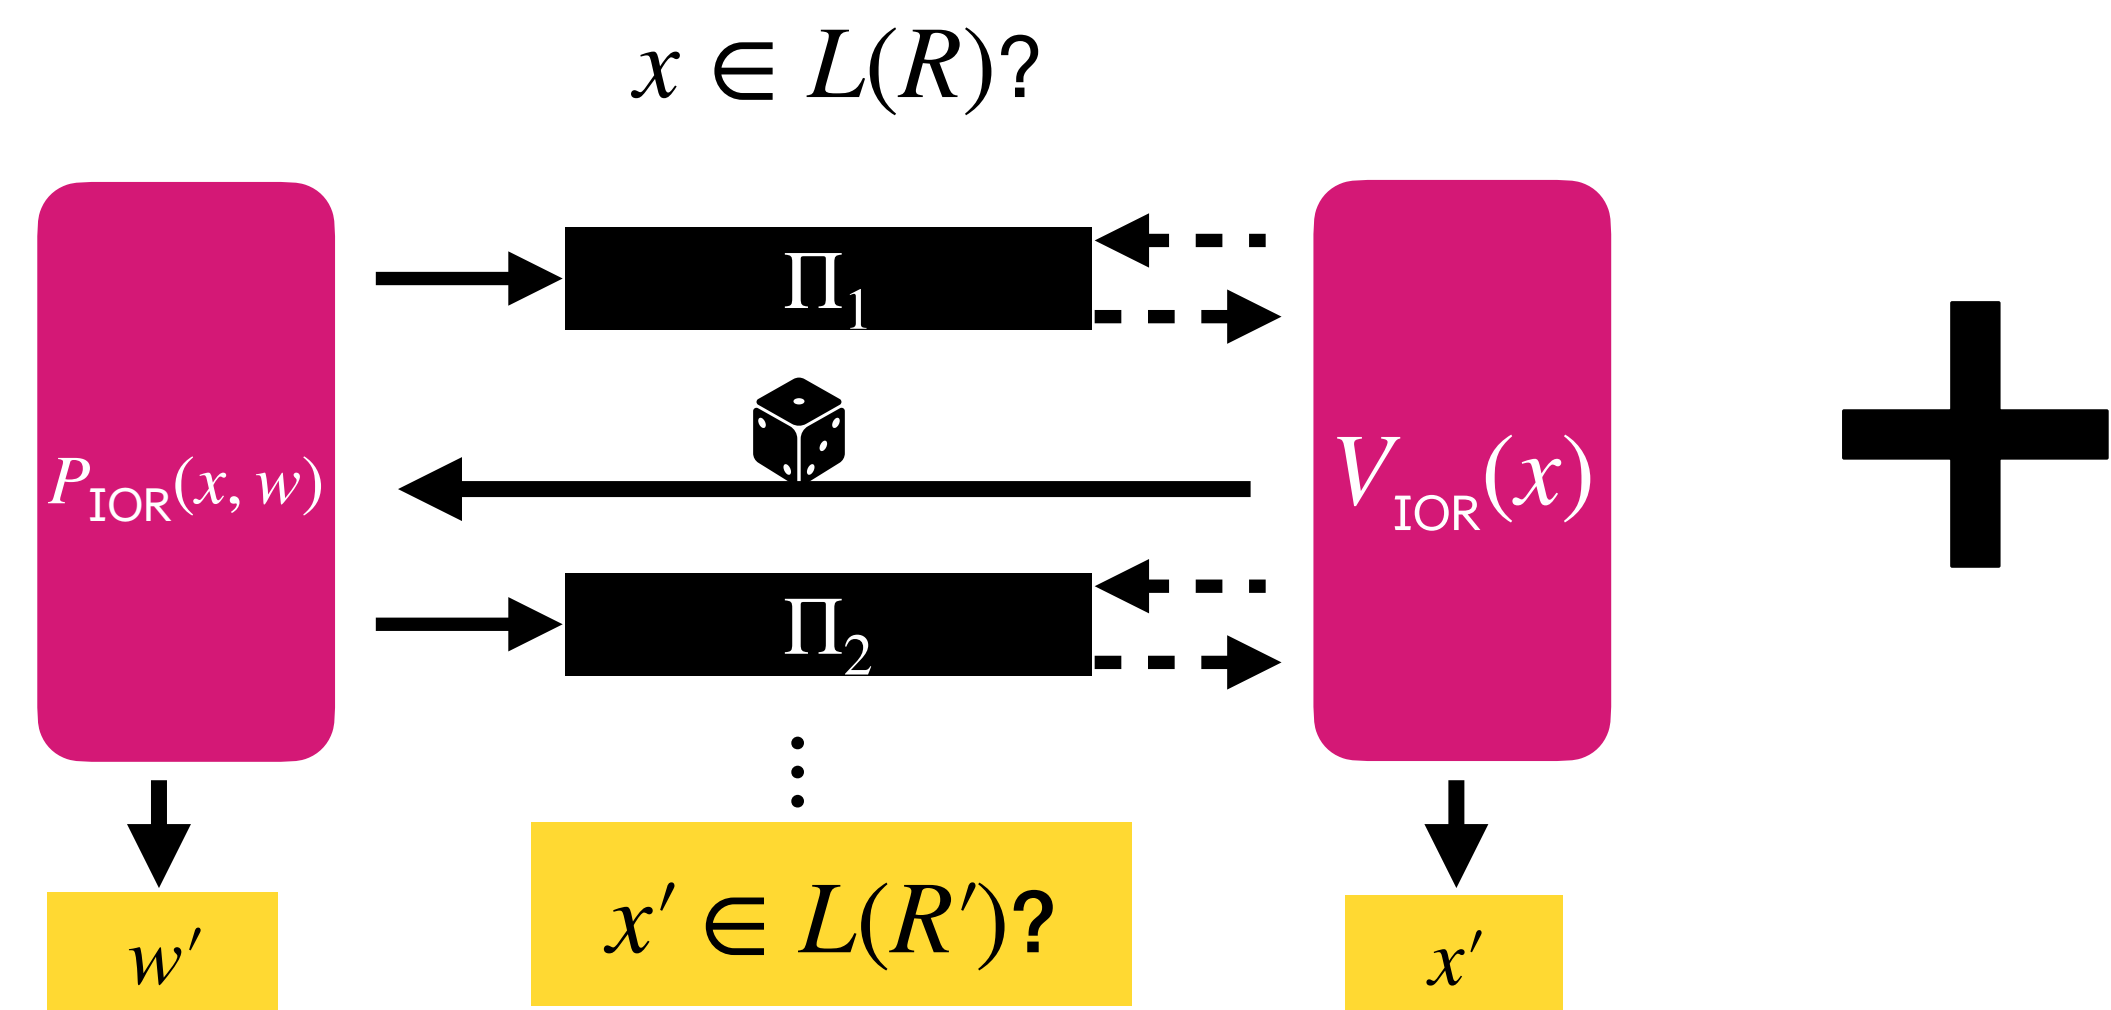 x ∈ L(R)?
Π₁
P_IOR(x, w)
V_IOR(x)
Π₂
⋮
x′ ∈ L(R′)?
w′
x′